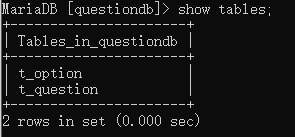 MariaDB [questiondb]> show tables;
+----------------------+
| Tables_in_questiondb |
+----------------------+
| t_option             |
| t_question           |
+----------------------+
2 rows in set (0.000 sec)